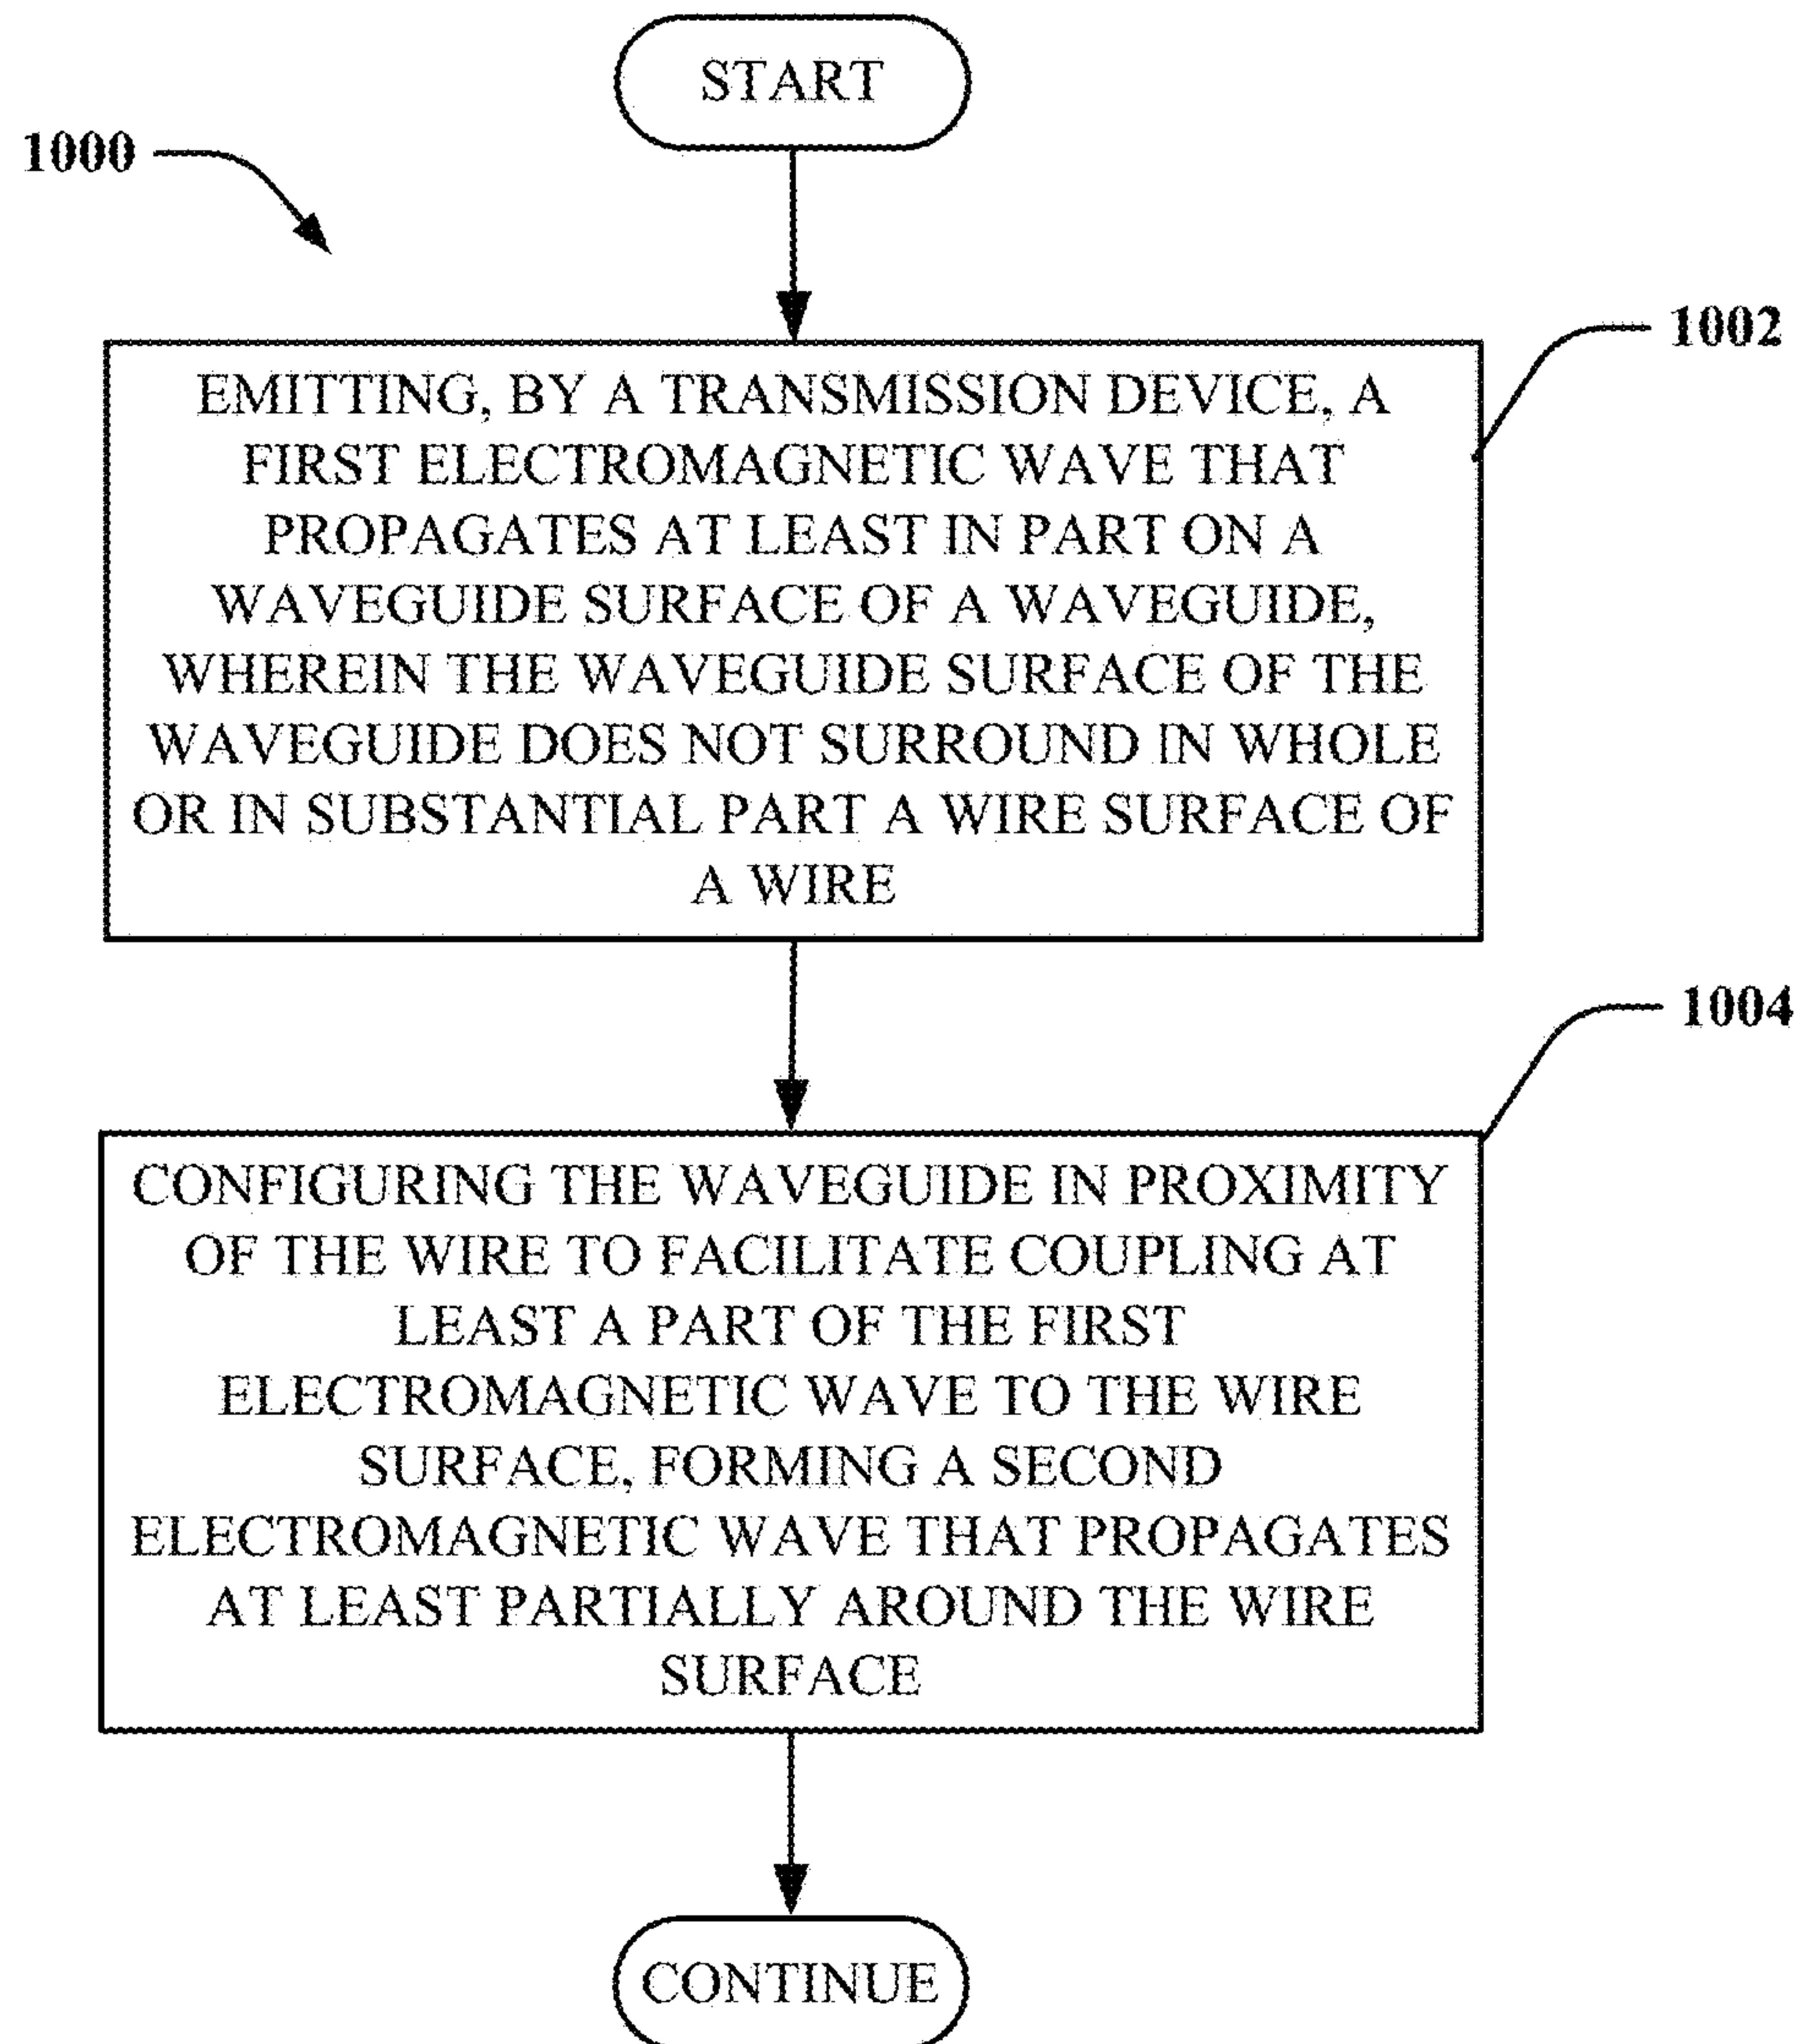 START
1000
1002
EMITTING, BY A TRANSMISSION DEVICE, A
FIRST ELECTROMAGNETIC WAVE THAT
PROPAGATES AT LEAST IN PART ON A
WAVEGUIDE SURFACE OF A WAVEGUIDE,
WHEREIN THE WAVEGUIDE SURFACE OF THE
WAVEGUIDE DOES NOT SURROUND IN WHOLE
OR IN SUBSTANTIAL PART A WIRE SURFACE OF
A WIRE
1004
CONFIGURING THE WAVEGUIDE IN PROXIMITY
OF THE WIRE TO FACILITATE COUPLING AT
LEAST A PART OF THE FIRST
ELECTROMAGNETIC WAVE TO THE WIRE
SURFACE, FORMING A SECOND
ELECTROMAGNETIC WAVE THAT PROPAGATES
AT LEAST PARTIALLY AROUND THE WIRE
SURFACE
CONTINUE